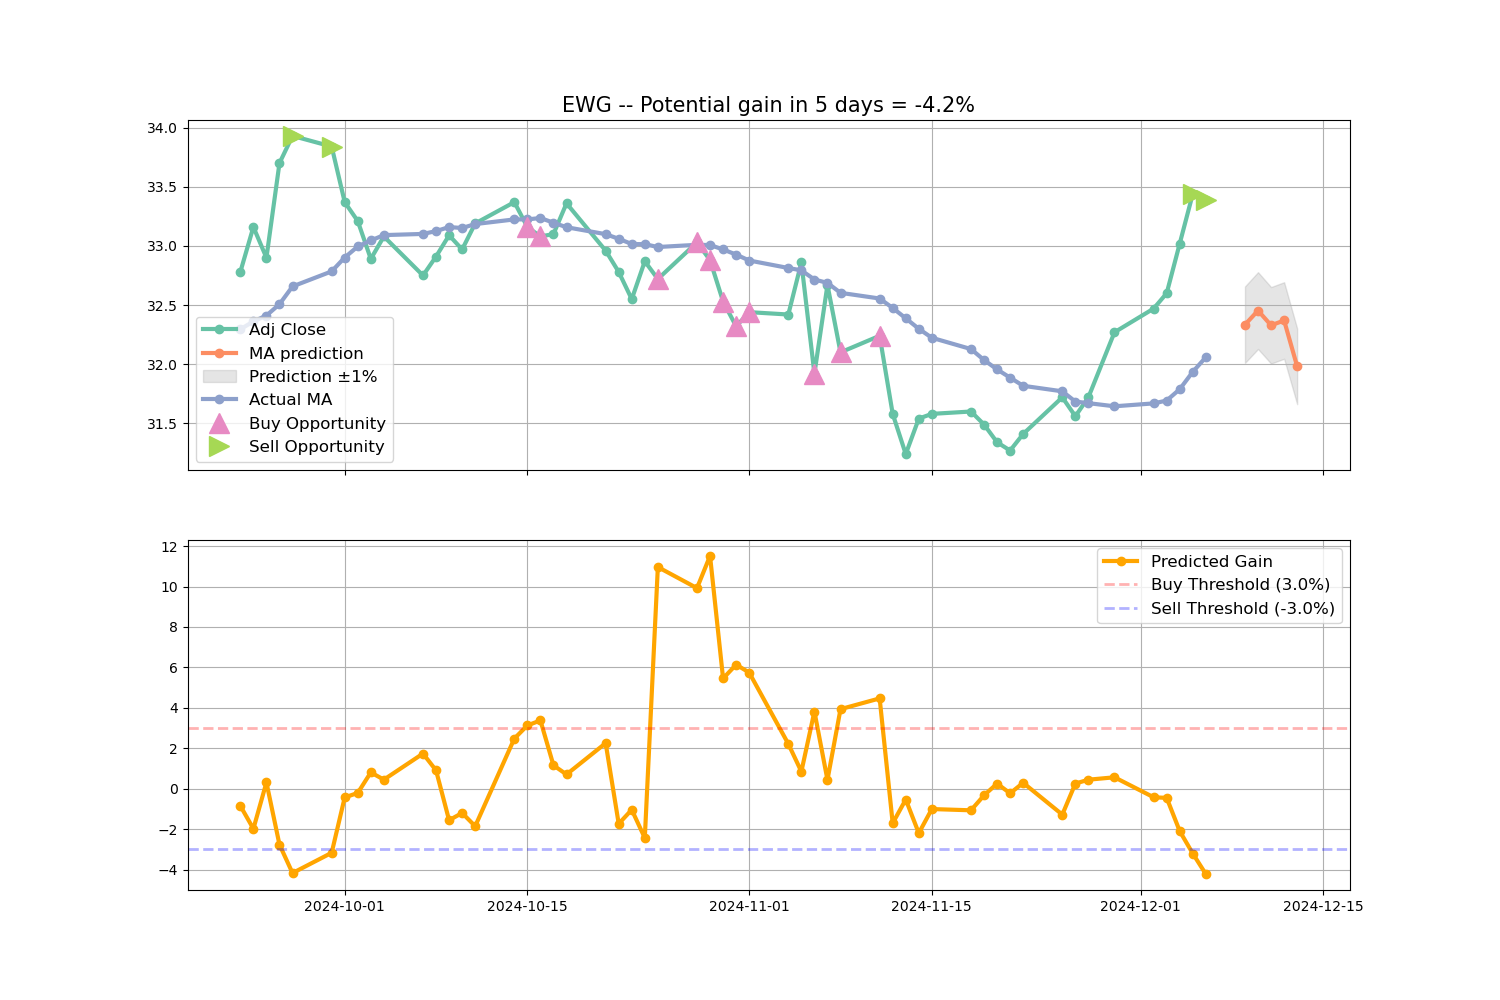 EWG -- Potential gain in 5 days = -4.2%
34.0
33.5
33.0
32.5
32.0
31.5
Adj Close
MA prediction
Prediction ±1%
Actual MA
Buy Opportunity
Sell Opportunity
12
10
8
6
4
2
0
−2
−4
Predicted Gain
Buy Threshold (3.0%)
Sell Threshold (-3.0%)
2024-10-01
2024-10-15
2024-11-01
2024-11-15
2024-12-01
2024-12-15